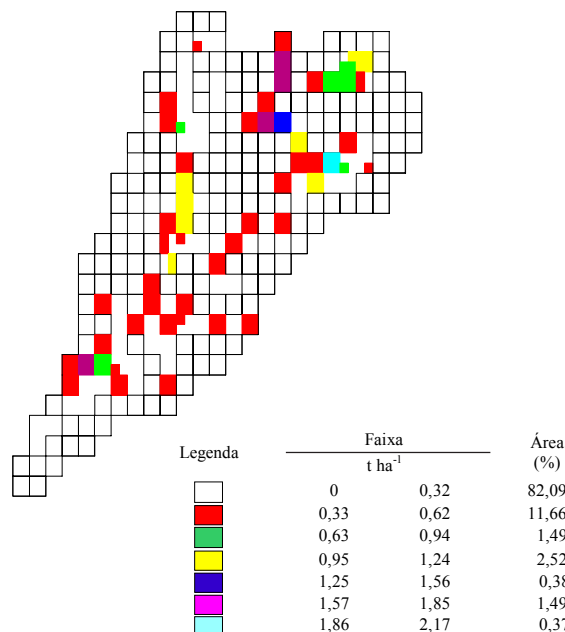 Legenda Faixa Área
t ha-1 (%)
0 0,32 82,09
0,33 0,62 11,66
0,63 0,94 1,49
0,95 1,24 2,52
1,25 1,56 0,38
1,57 1,85 1,49
1,86 2,17 0,37